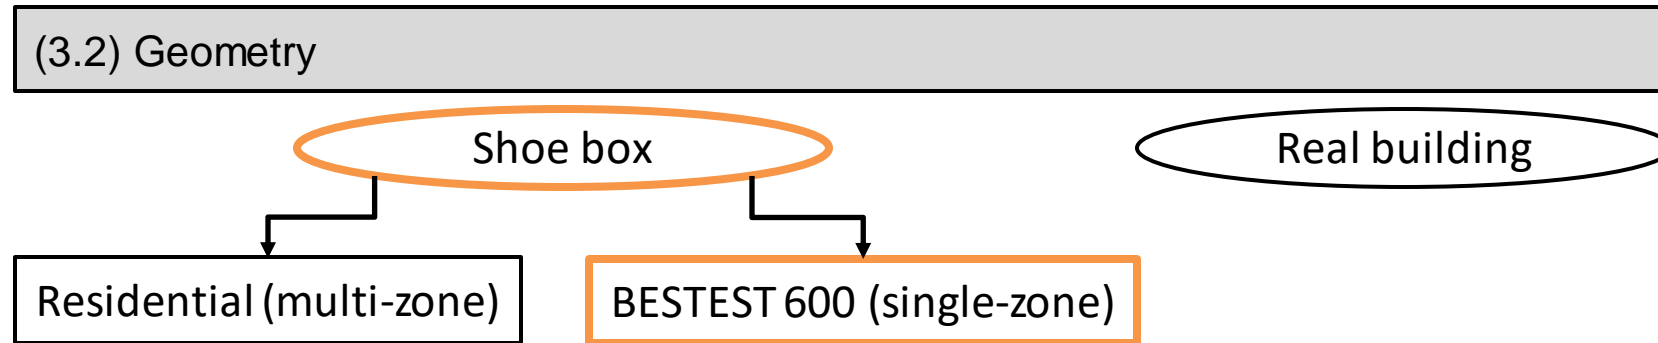 (3.2) Geometry
Shoe box
Real building
Residential (multi-zone)
BESTEST 600 (single-zone)